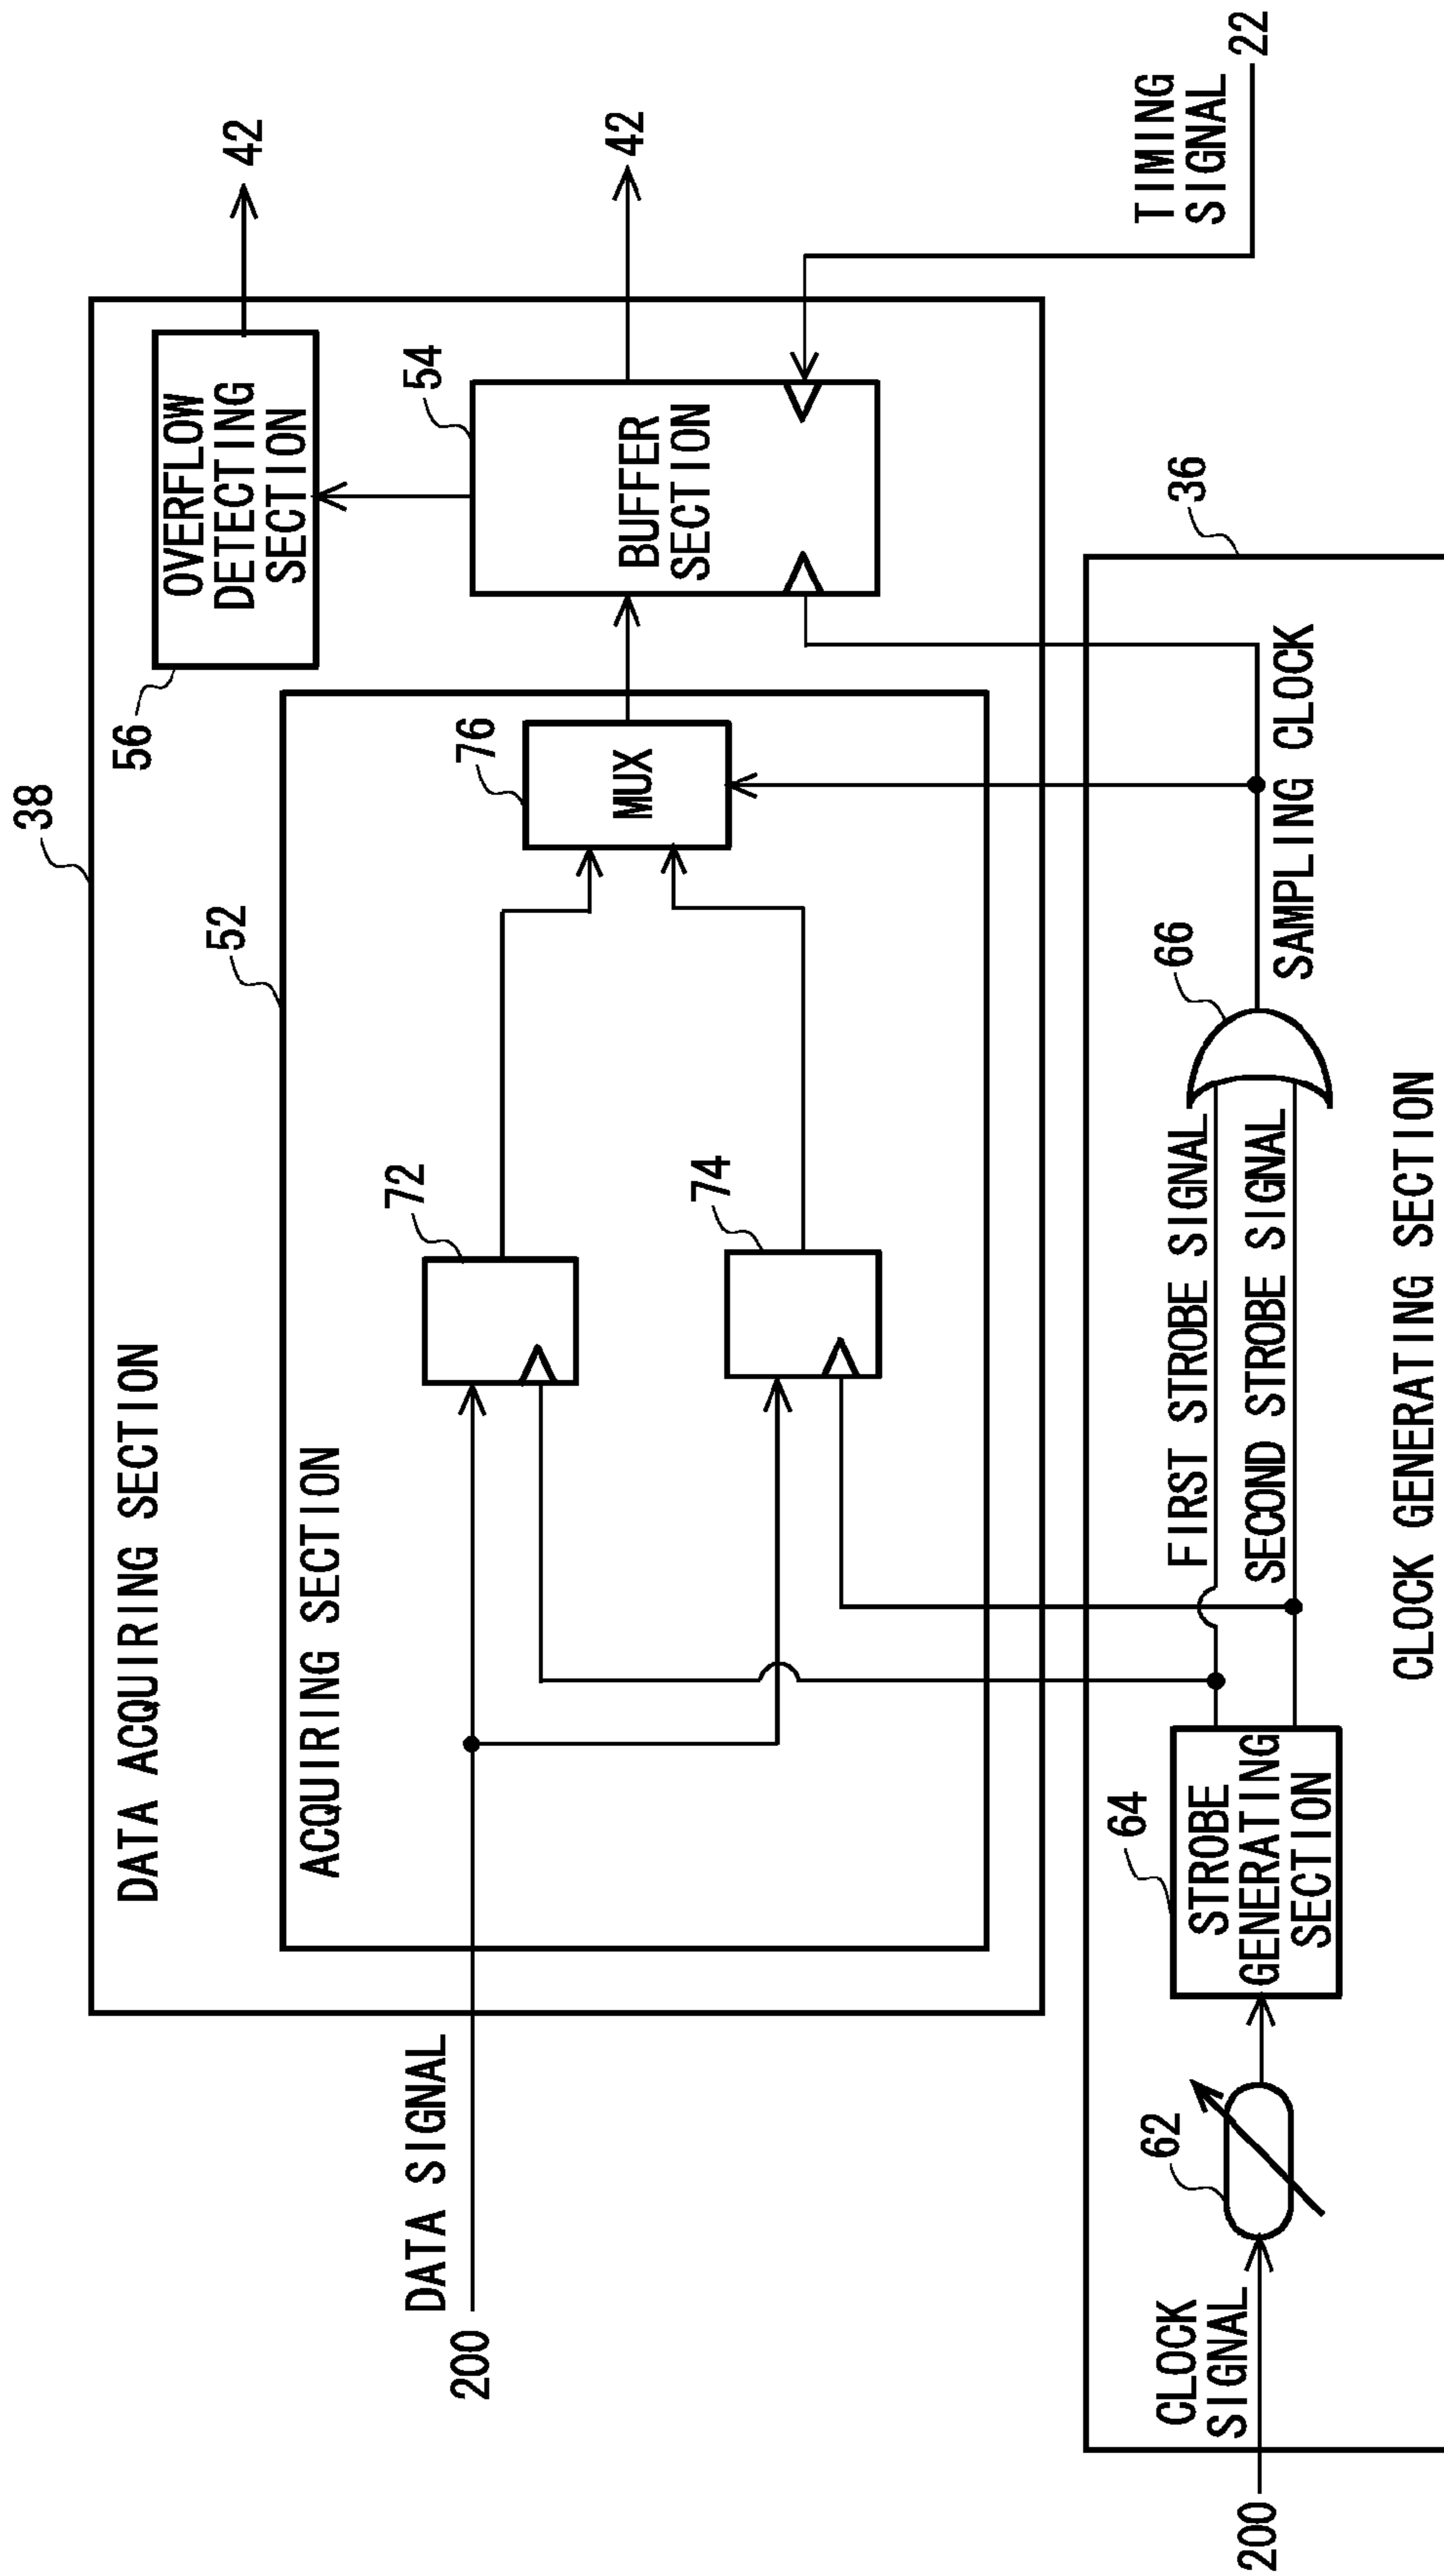 38
DATA ACQUIRING SECTION
56
OVERFLOW
DETECTING
SECTION
42
52
ACQUIRING SECTION
DATA SIGNAL
200
72
74
76
MUX
54
BUFFER
SECTION
42
TIMING
SIGNAL
22
36
CLOCK
SIGNAL
200
62
64
STROBE
GENERATING
SECTION
FIRST STROBE SIGNAL
SECOND STROBE SIGNAL
66
SAMPLING CLOCK
CLOCK GENERATING SECTION